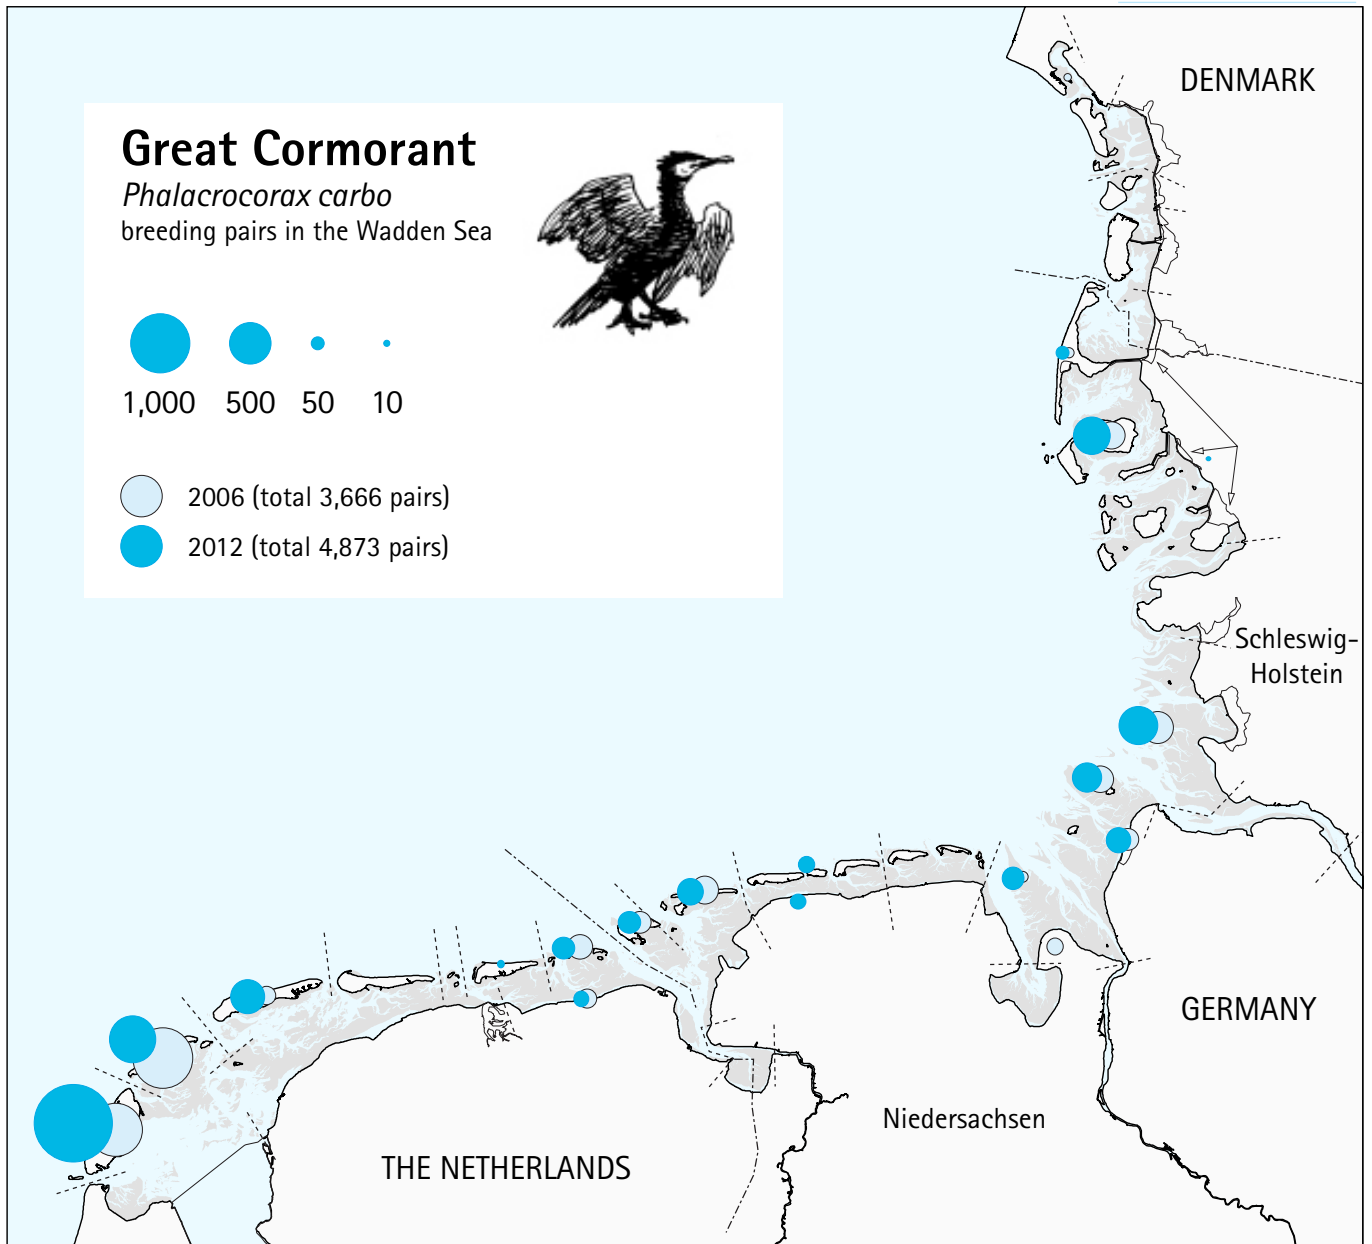 DENMARK
Great Cormorant
Phalacrocorax carbo
breeding pairs in the Wadden Sea
1,000 500 50 10
2006 (total 3,666 pairs)
2012 (total 4,873 pairs)
Schleswig-
Holstein
GERMANY
Niedersachsen
THE NETHERLANDS